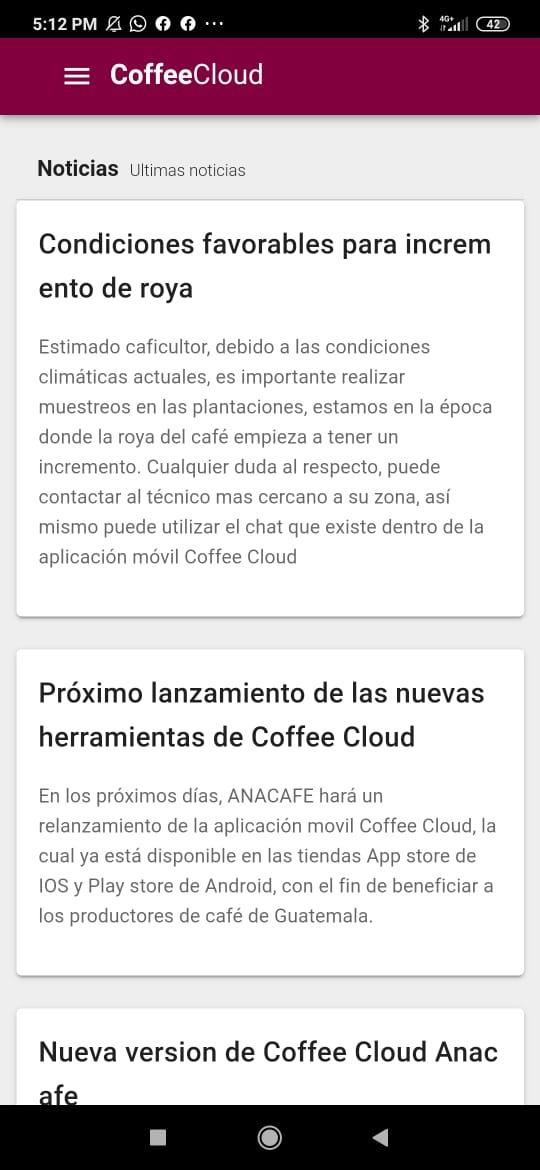 5:12 PM
4G+
42
CoffeeCloud
Noticias Ultimas noticias
Condiciones favorables para increm
ento de roya
Estimado caficultor, debido a las condiciones
climáticas actuales, es importante realizar
muestreos en las plantaciones, estamos en la época
donde la roya del café empieza a tener un
incremento. Cualquier duda al respecto, puede
contactar al técnico mas cercano a su zona, así
mismo puede utilizar el chat que existe dentro de la
aplicación móvil Coffee Cloud
Próximo lanzamiento de las nuevas
herramientas de Coffee Cloud
En los próximos días, ANACAFE hará un
relanzamiento de la aplicación movil Coffee Cloud, la
cual ya está disponible en las tiendas App store de
IOS y Play store de Android, con el fin de beneficiar a
los productores de café de Guatemala.
Nueva version de Coffee Cloud Anac
afe